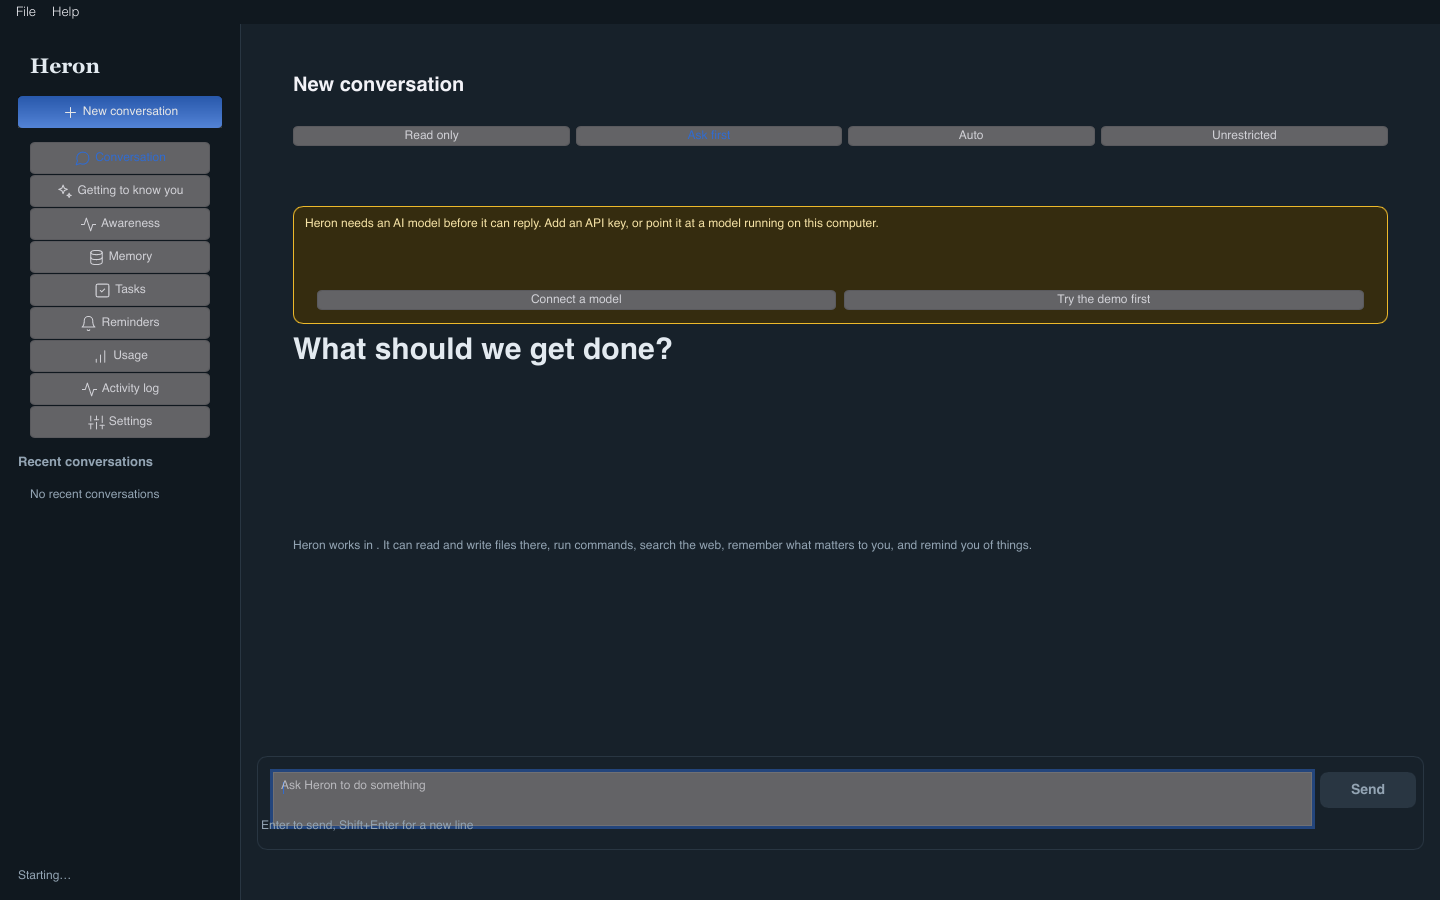 File Help
Heron
New conversation
Conversation
Getting to know you
Awareness
Memory
Tasks
Reminders
Usage
Activity log
Settings
Recent conversations
No recent conversations
Starting…
New conversation
Read only
Ask first
Auto
Unrestricted
Heron needs an AI model before it can reply. Add an API key, or point it at a model running on this computer.
Connect a model
Try the demo first
What should we get done?
Heron works in . It can read and write files there, run commands, search the web, remember what matters to you, and remind you of things.
Ask Heron to do something
Send
Enter to send, Shift+Enter for a new line